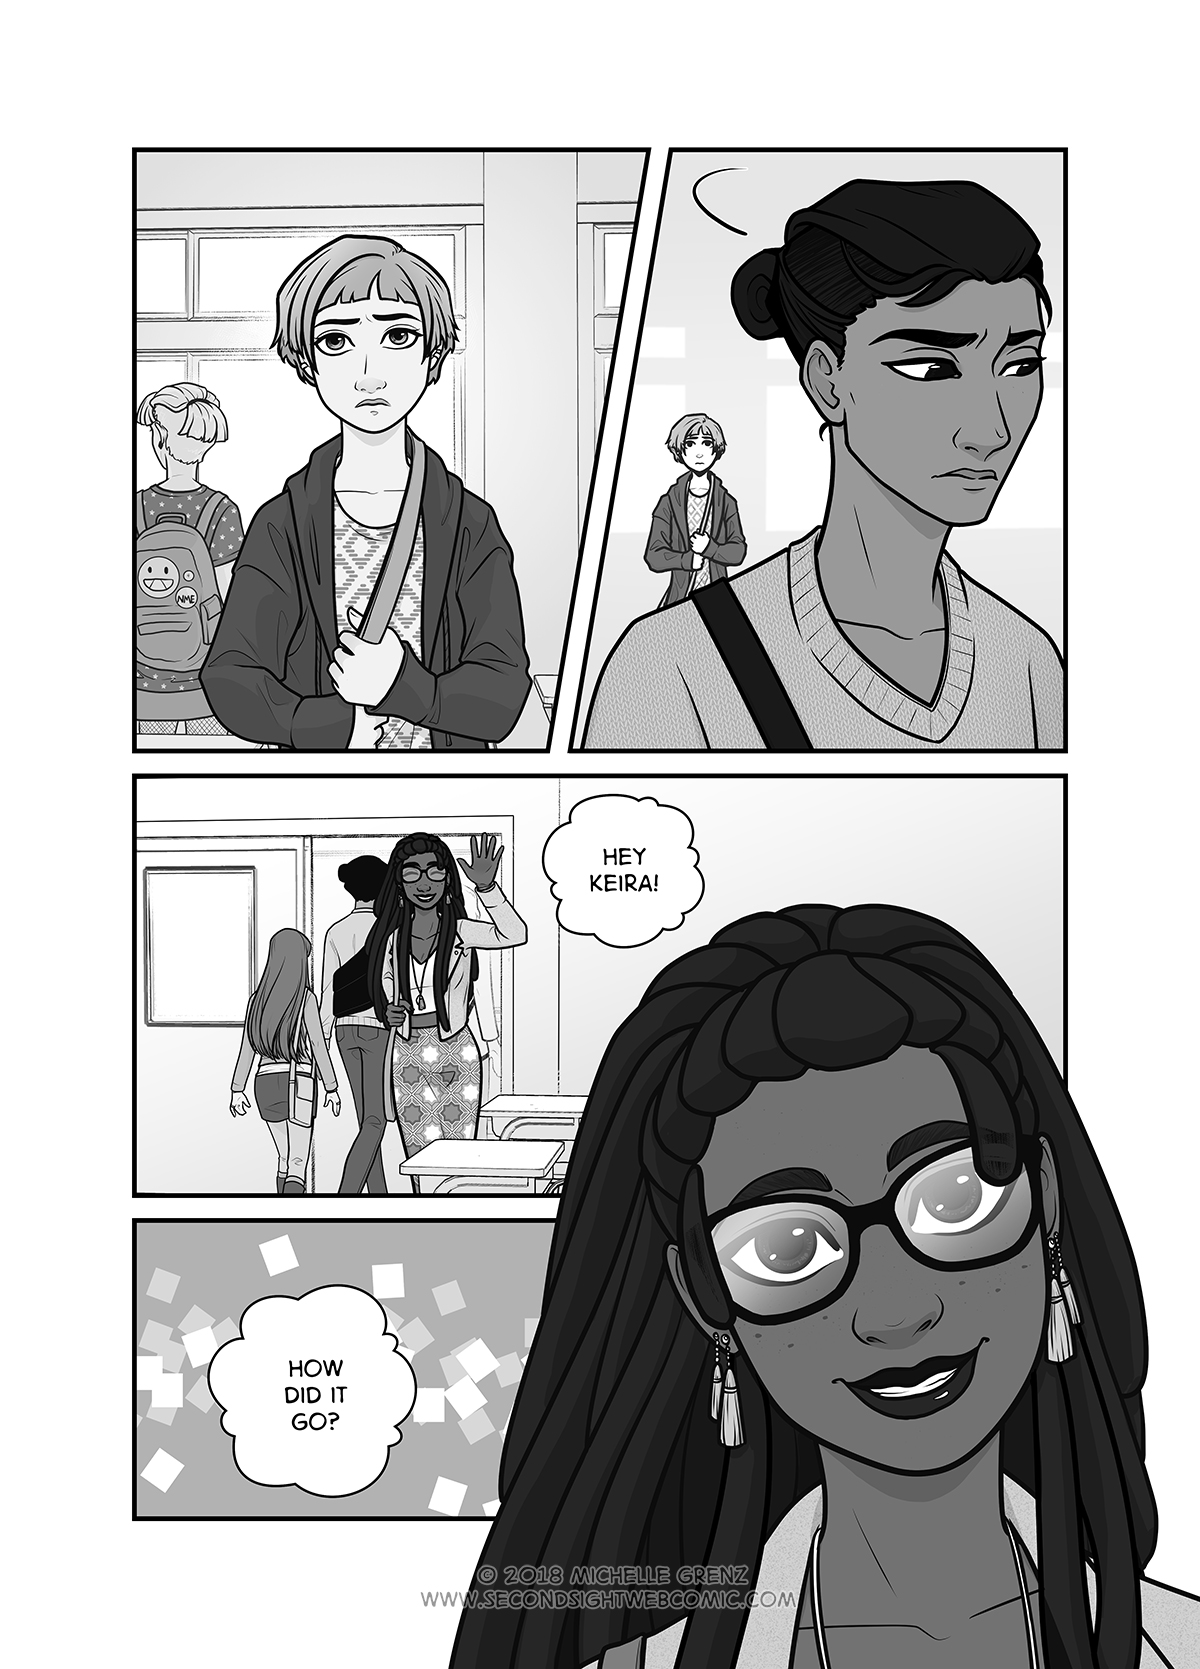 NME
HEY
KEIRA!
HOW
DID IT
GO?
© 2018 MICHELLE GRENZ
WWW.SECONDSIGHTWEBCOMIC.COM